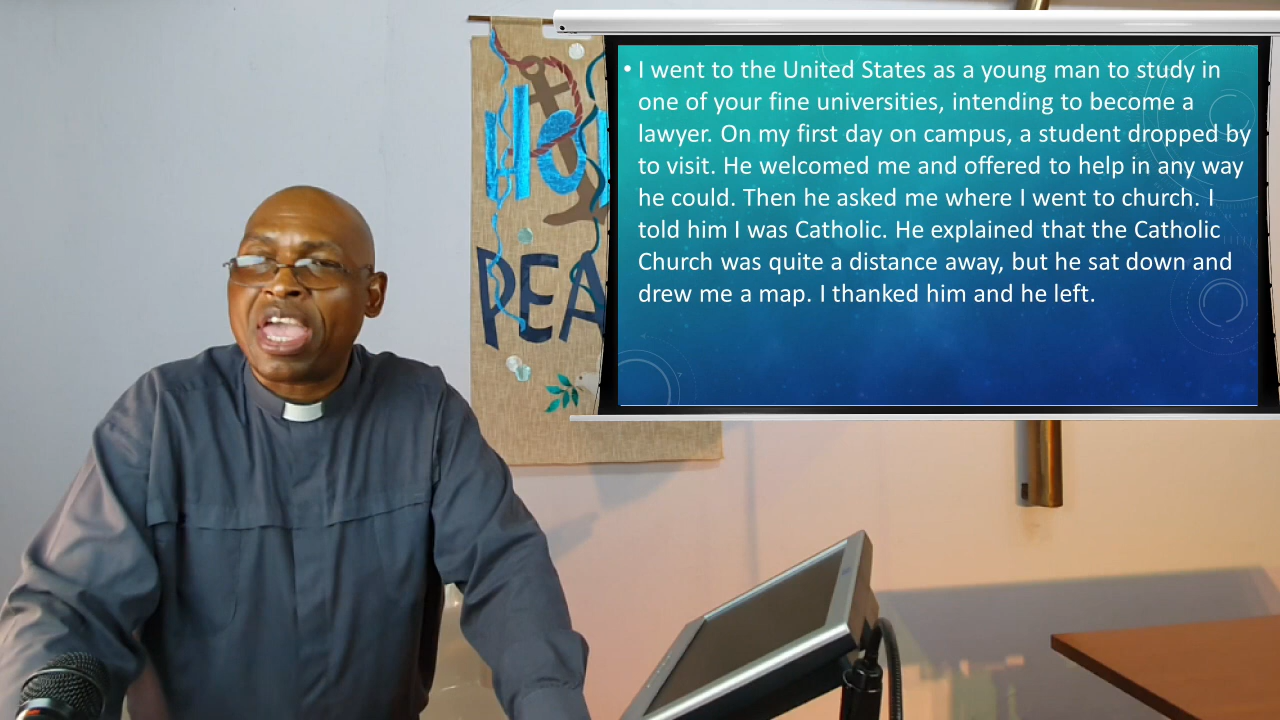 HO
PEA
• I went to the United States as a young man to study in
one of your fine universities, intending to become a
lawyer. On my first day on campus, a student dropped by
to visit. He welcomed me and offered to help in any way
he could. Then he asked me where I went to church. I
told him I was Catholic. He explained that the Catholic
Church was quite a distance away, but he sat down and
drew me a map. I thanked him and he left.